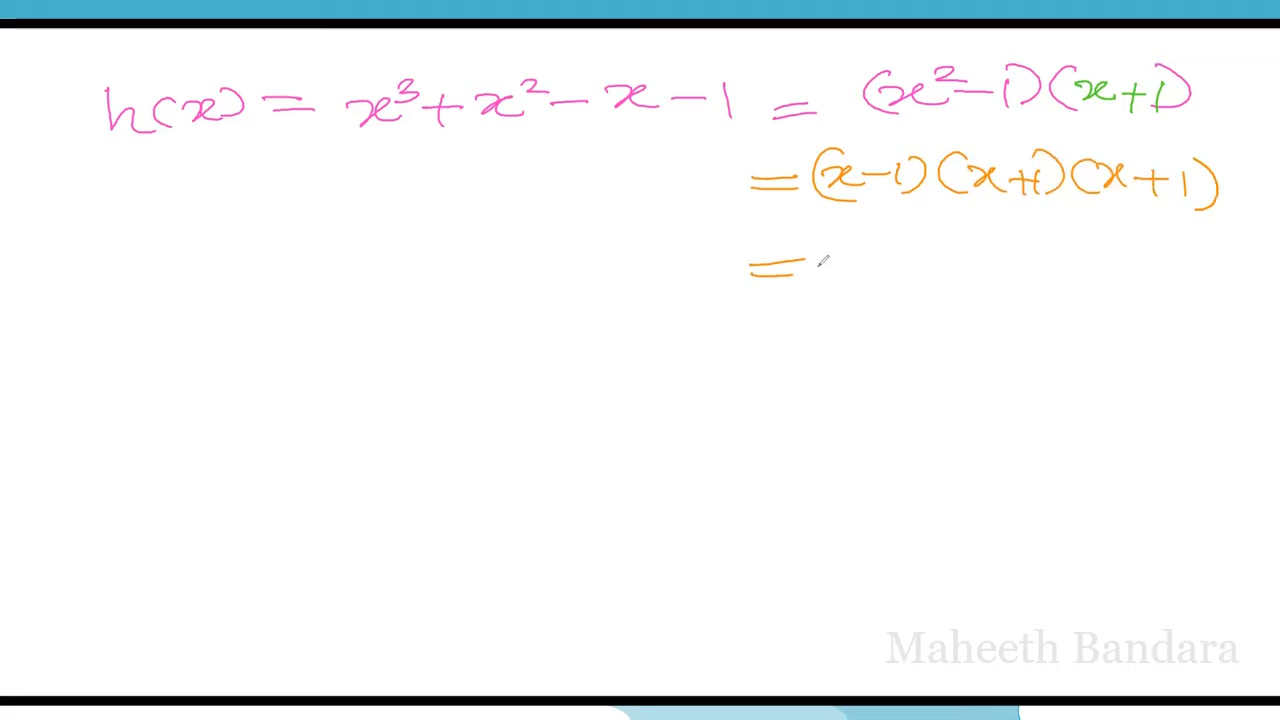 h(x) = x³ + x² − x − 1 = (x² − 1)(x + 1)
= (x − 1)(x + 1)(x + 1)
=
Maheeth Bandara